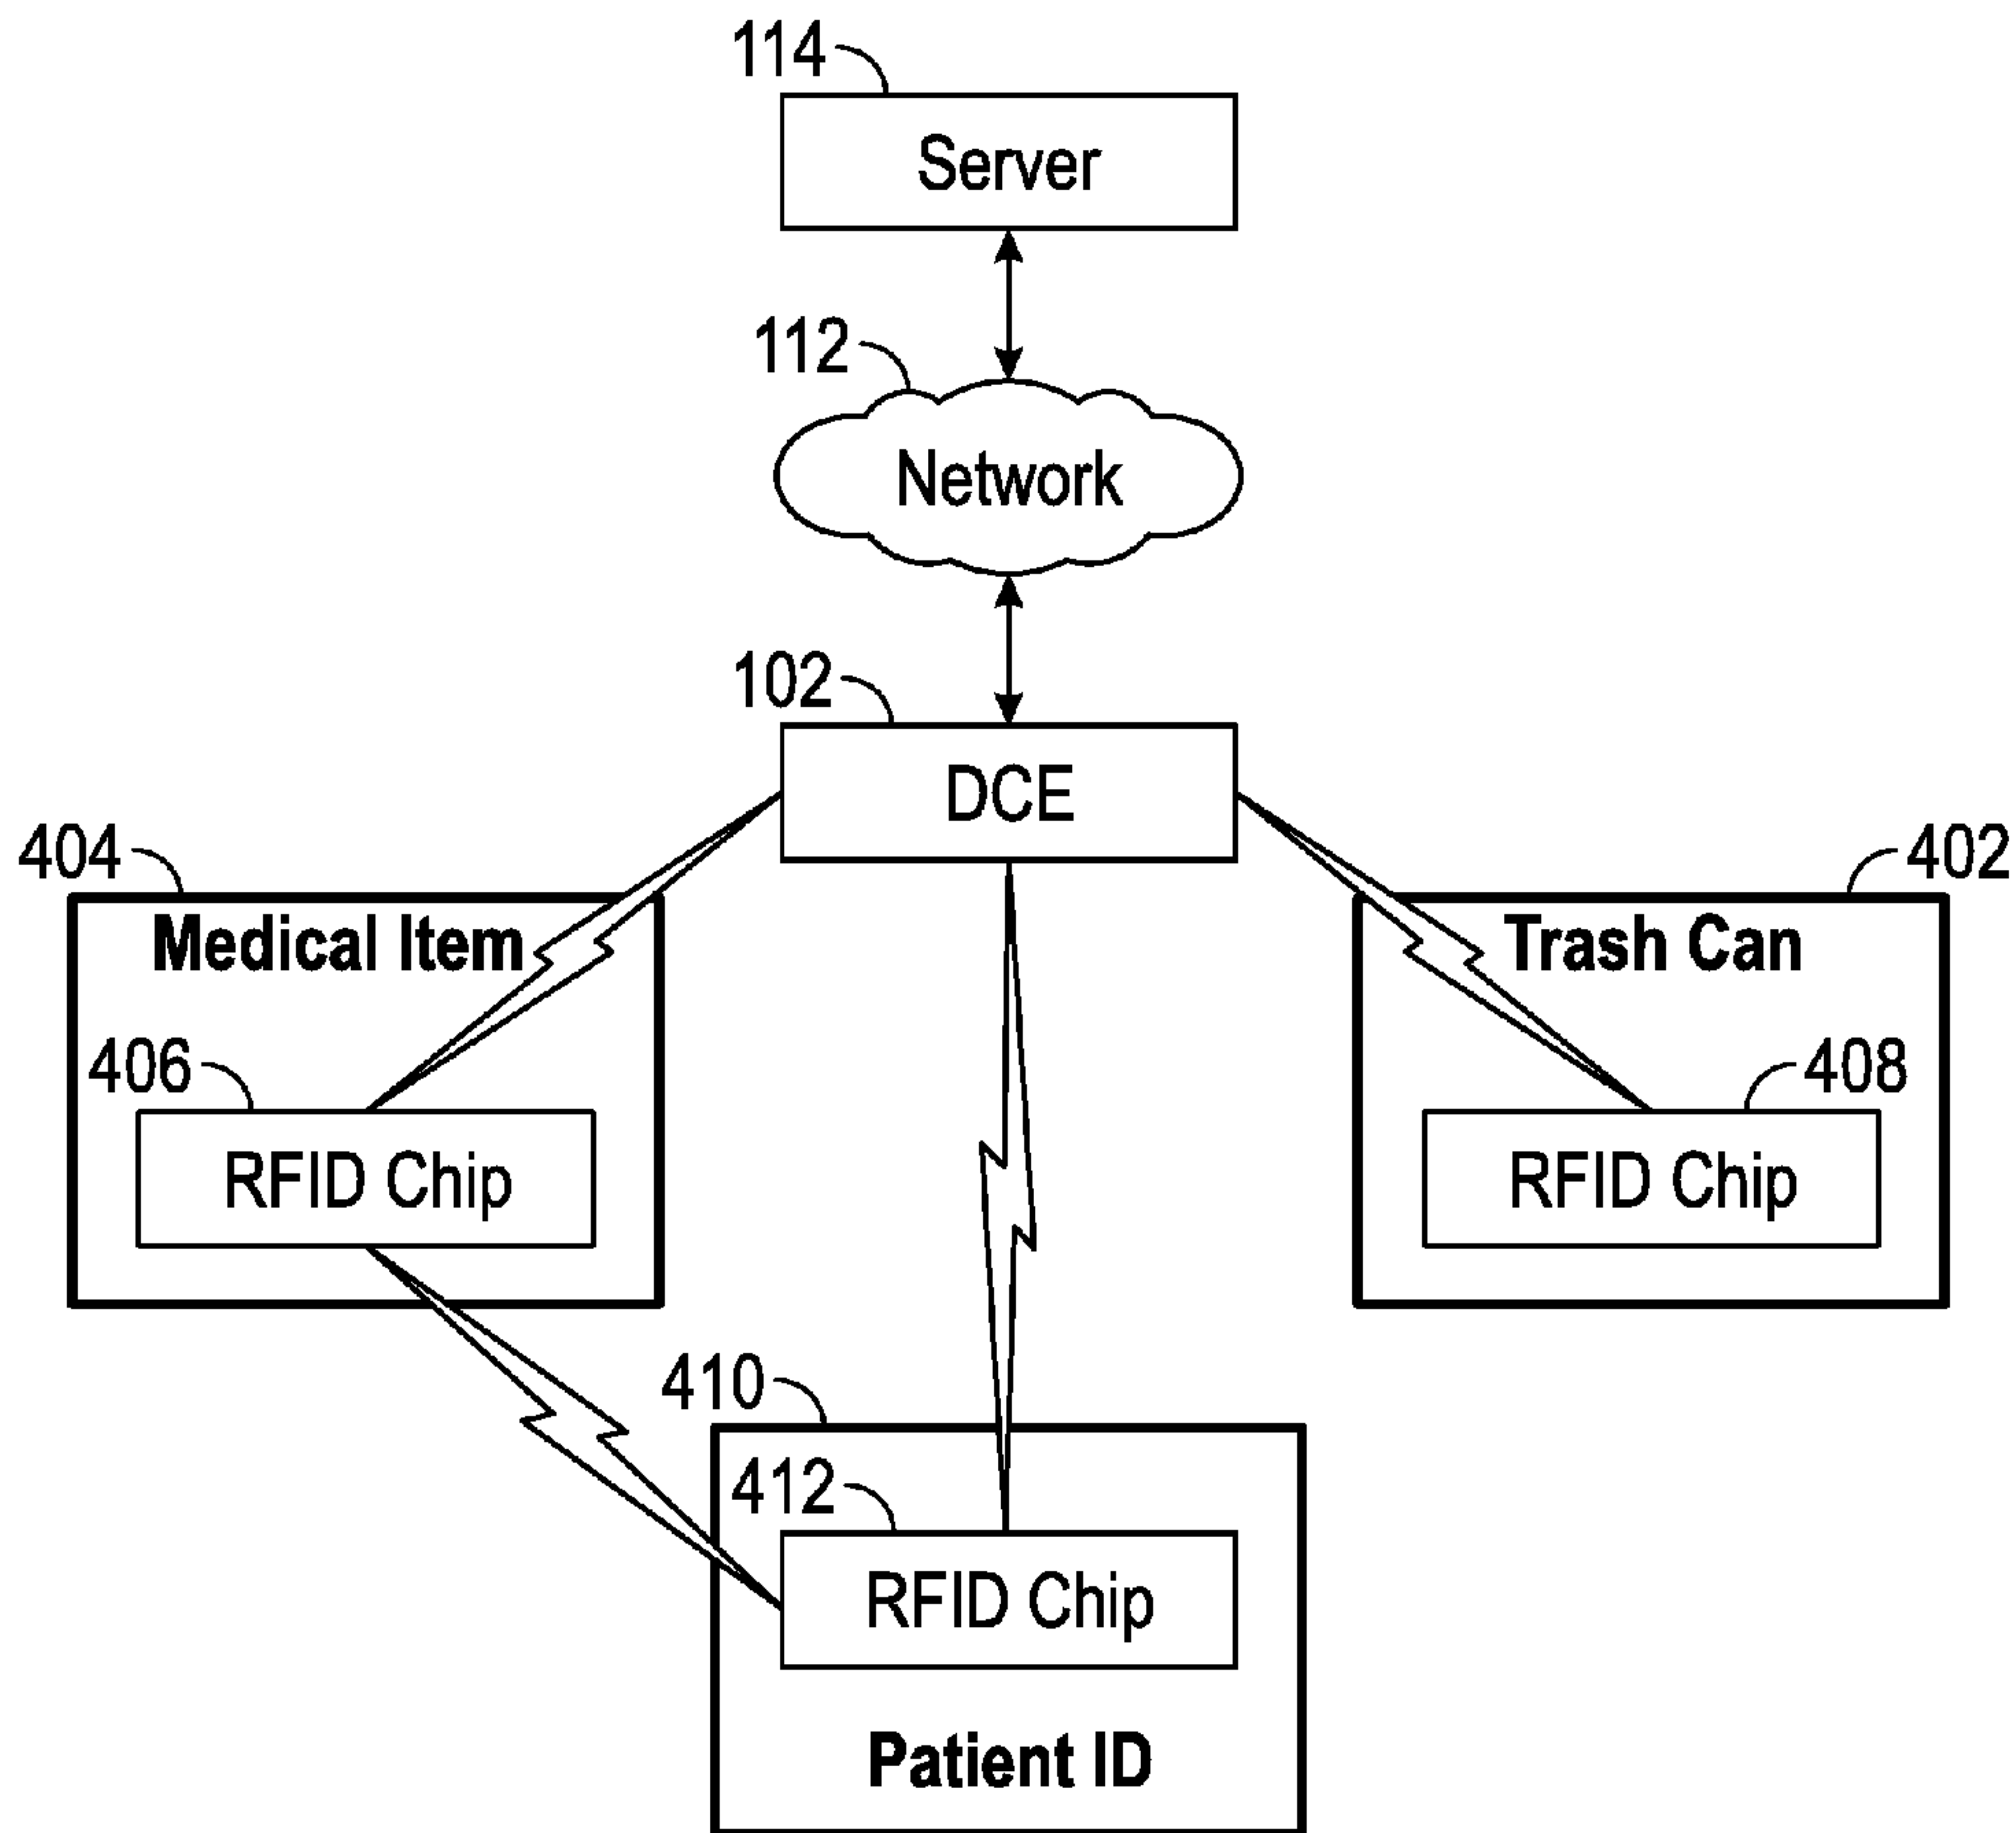 114
Server
112
Network
102
DCE
404
402
Medical Item
Trash Can
406
408
RFID Chip
RFID Chip
410
412
RFID Chip
Patient ID